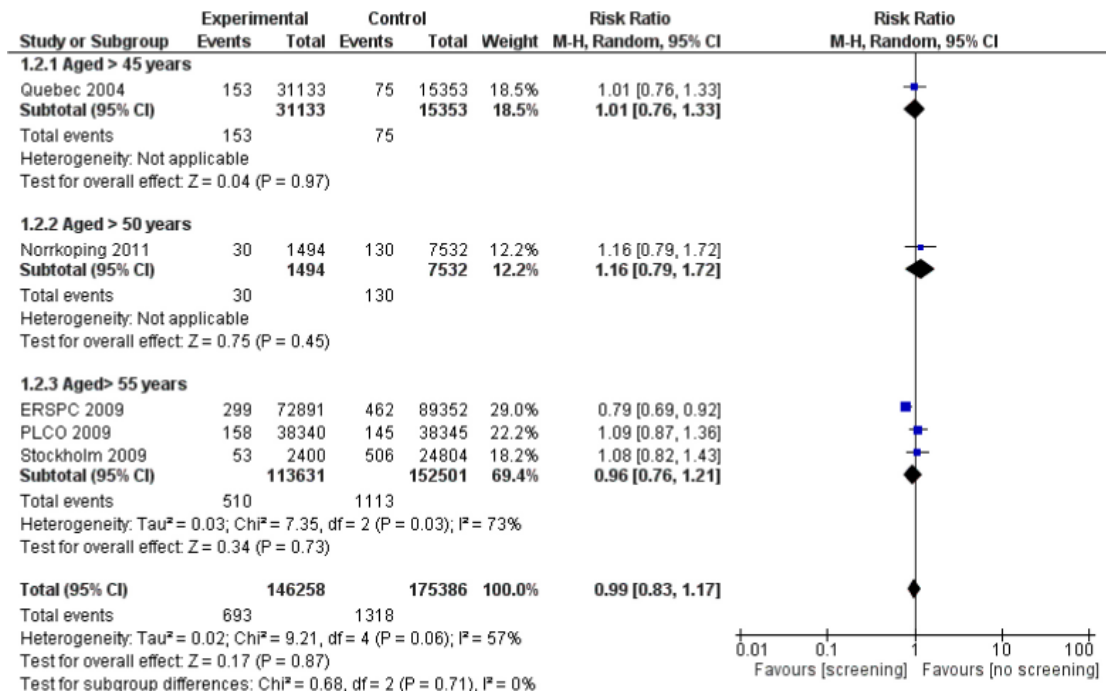 Experimental Control Risk Ratio Risk Ratio
Study or Subgroup Events Total Events Total Weight M-H, Random, 95% CI M-H, Random, 95% CI
1.2.1 Aged > 45 years
Quebec 2004 153 31133 75 15353 18.5% 1.01 [0.76, 1.33]
Subtotal (95% CI) 31133 15353 18.5% 1.01 [0.76, 1.33]
Total events 153 75
Heterogeneity: Not applicable
Test for overall effect: Z = 0.04 (P = 0.97)
1.2.2 Aged > 50 years
Norrkoping 2011 30 1494 130 7532 12.2% 1.16 [0.79, 1.72]
Subtotal (95% CI) 1494 7532 12.2% 1.16 [0.79, 1.72]
Total events 30 130
Heterogeneity: Not applicable
Test for overall effect: Z = 0.75 (P = 0.45)
1.2.3 Aged> 55 years
ERSPC 2009 299 72891 462 89352 29.0% 0.79 [0.69, 0.92]
PLCO 2009 158 38340 145 38345 22.2% 1.09 [0.87, 1.36]
Stockholm 2009 53 2400 506 24804 18.2% 1.08 [0.82, 1.43]
Subtotal (95% CI) 113631 152501 69.4% 0.96 [0.76, 1.21]
Total events 510 1113
Heterogeneity: Tau² = 0.03; Chi² = 7.35, df = 2 (P = 0.03); I² = 73%
Test for overall effect: Z = 0.34 (P = 0.73)
Total (95% CI) 146258 175386 100.0% 0.99 [0.83, 1.17]
Total events 693 1318
Heterogeneity: Tau² = 0.02; Chi² = 9.21, df = 4 (P = 0.06); I² = 57%
Test for overall effect: Z = 0.17 (P = 0.87)
Test for subgroup differences: Chi² = 0.68, df = 2 (P = 0.71), I² = 0%
0.01 0.1 1 10 100
Favours [screening] Favours [no screening]